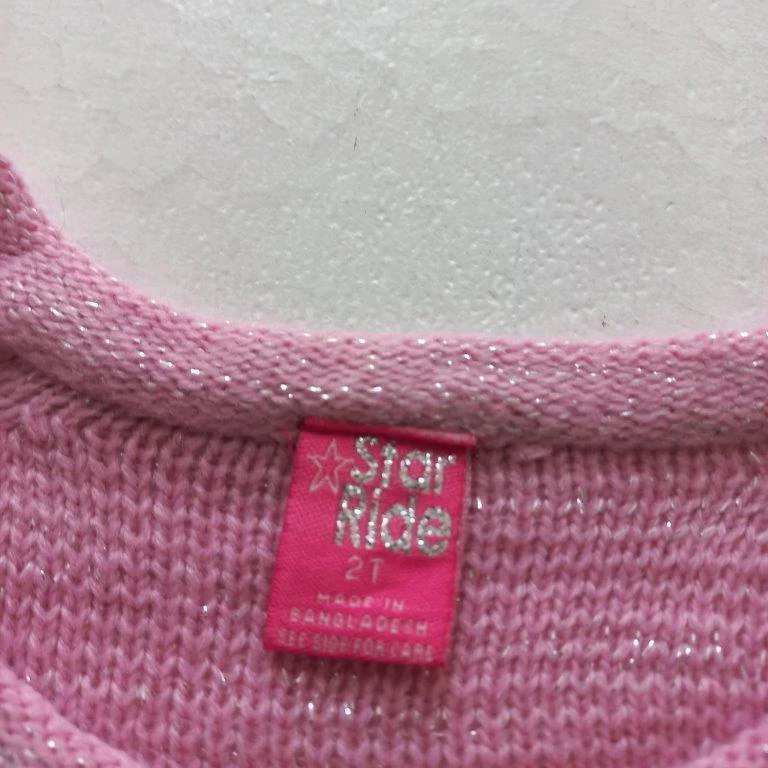 Star
Ride
2T
MADE IN
BANGLADESH
SEE SIDE FOR CARE